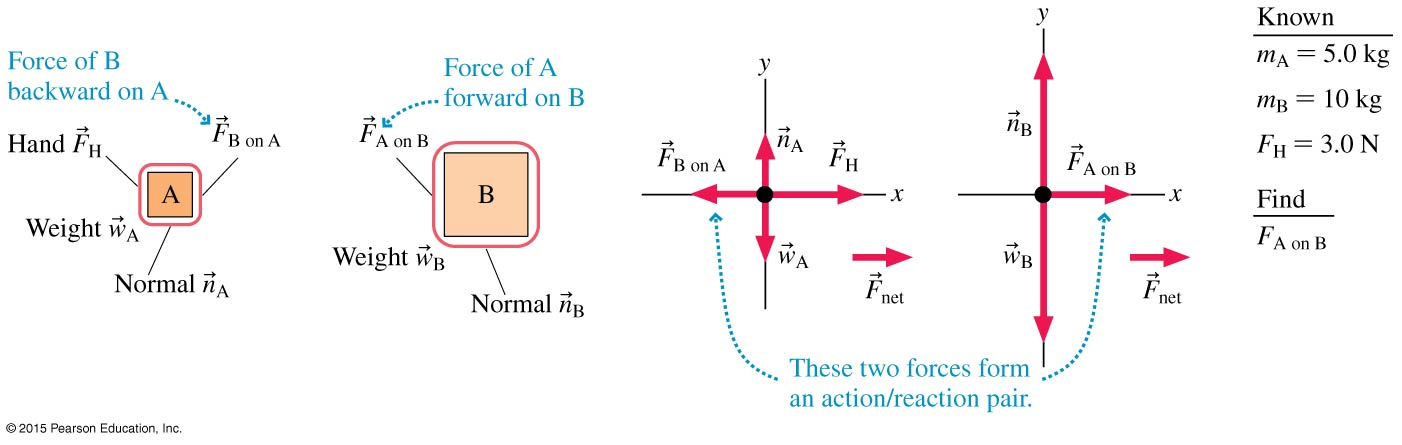 Force of B
backward on A
Hand F⃗H
F⃗B on A
A
Weight w⃗A
Normal n⃗A
Force of A
forward on B
F⃗A on B
B
Weight w⃗B
Normal n⃗B
y
n⃗A
F⃗B on A
F⃗H
x
w⃗A
F⃗net
y
n⃗B
F⃗A on B
x
w⃗B
F⃗net
These two forces form
an action/reaction pair.
Known
mA = 5.0 kg
mB = 10 kg
FH = 3.0 N
Find
FA on B
© 2015 Pearson Education, Inc.